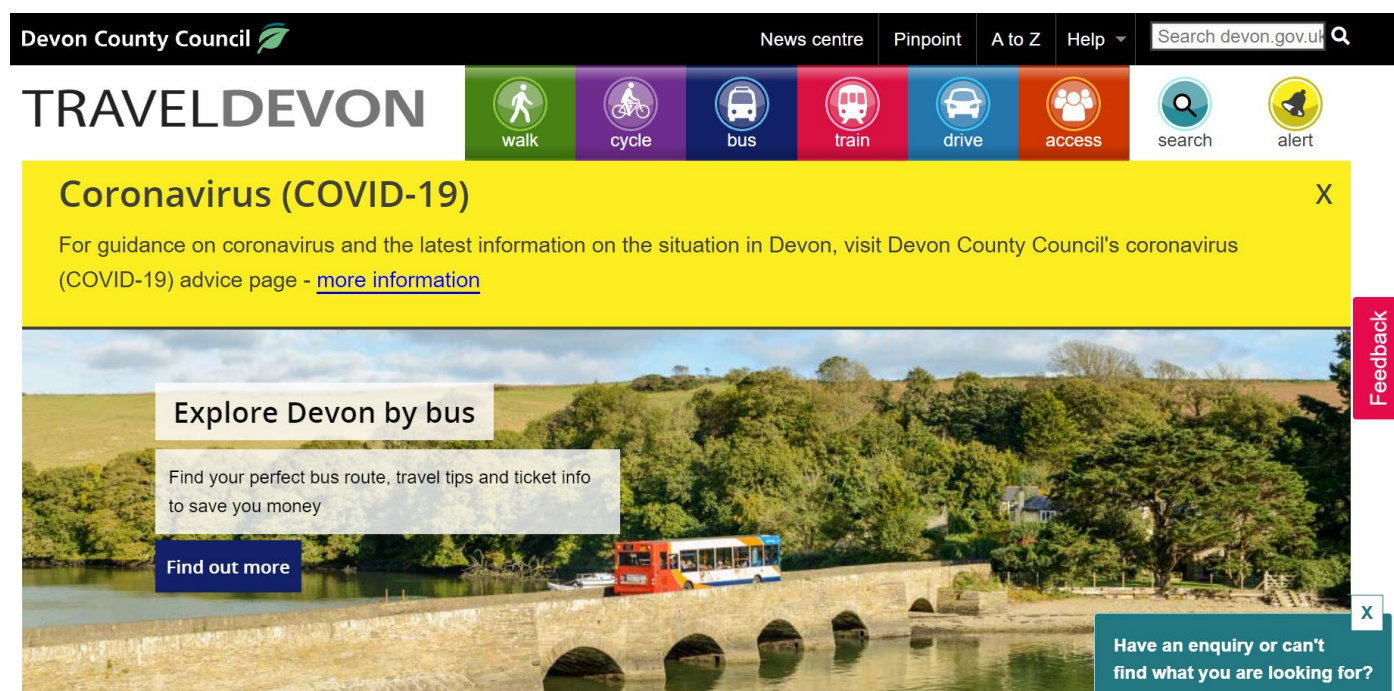 Devon County Council
News centre
Pinpoint
A to Z
Help
Search devon.gov.uk
TRAVELDEVON
walk
cycle
bus
train
drive
access
search
alert
Coronavirus (COVID-19)
X
For guidance on coronavirus and the latest information on the situation in Devon, visit Devon County Council's coronavirus
(COVID-19) advice page - more information
Feedback
Explore Devon by bus
Find your perfect bus route, travel tips and ticket info
to save you money
Find out more
X
Have an enquiry or can't
find what you are looking for?